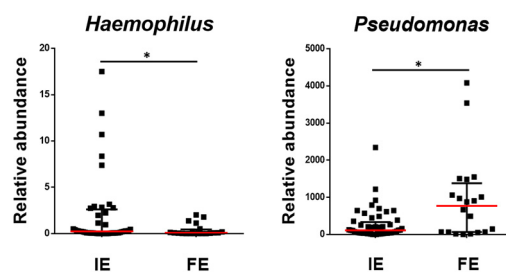 Haemophilus
Relative abundance
20
15
10
5
0
*
IE
FE
Pseudomonas
Relative abundance
5000
4000
3000
2000
1000
0
*
IE
FE